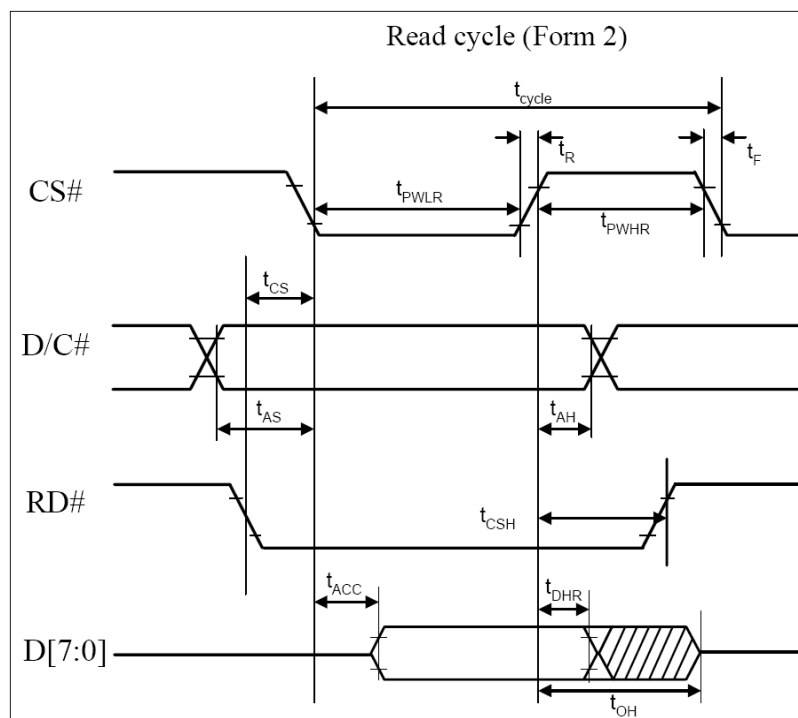 Read cycle (Form 2)
tcycle
tR
tF
CS#
tPWLR
tPWHR
tCS
D/C#
tAS
tAH
RD#
tCSH
tACC
tDHR
D[7:0]
tOH